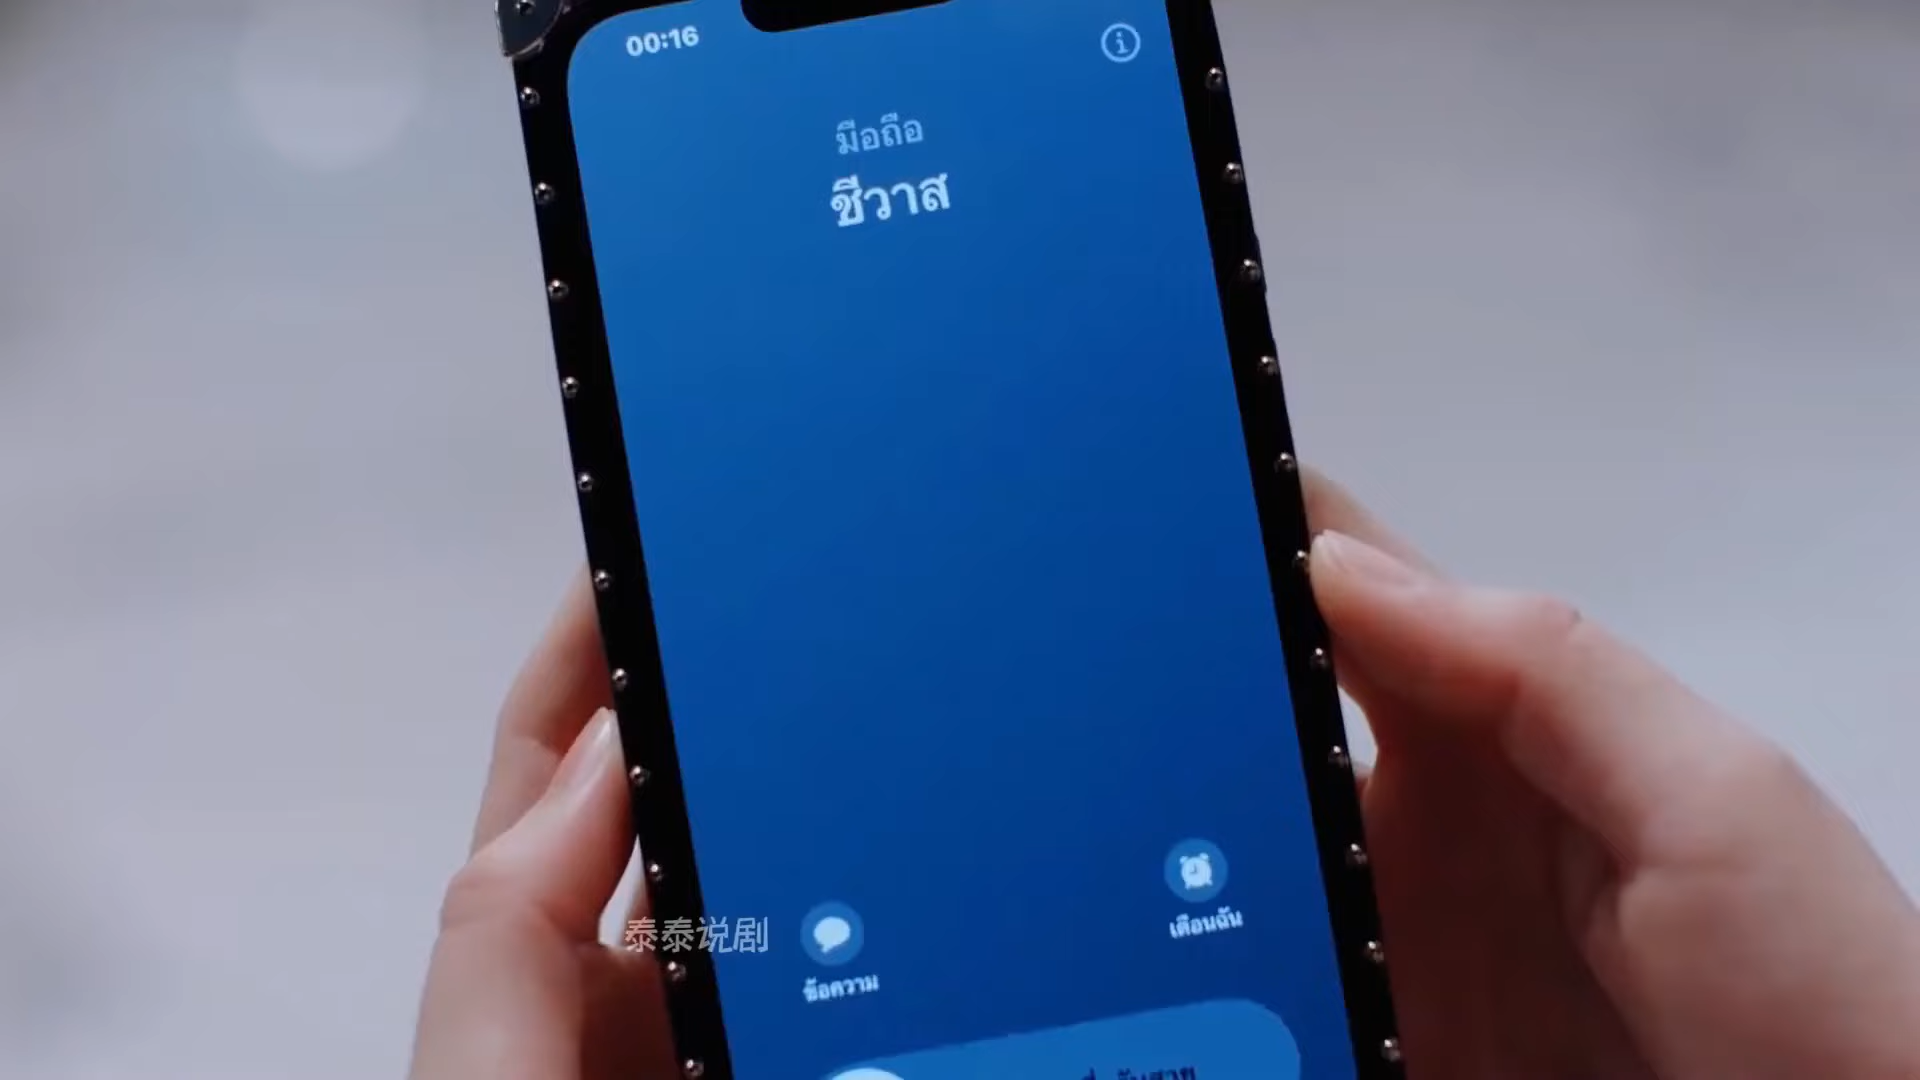 00:16
มือถือ
ชีวาส
เตือนฉัน
泰泰说剧
ข้อความ